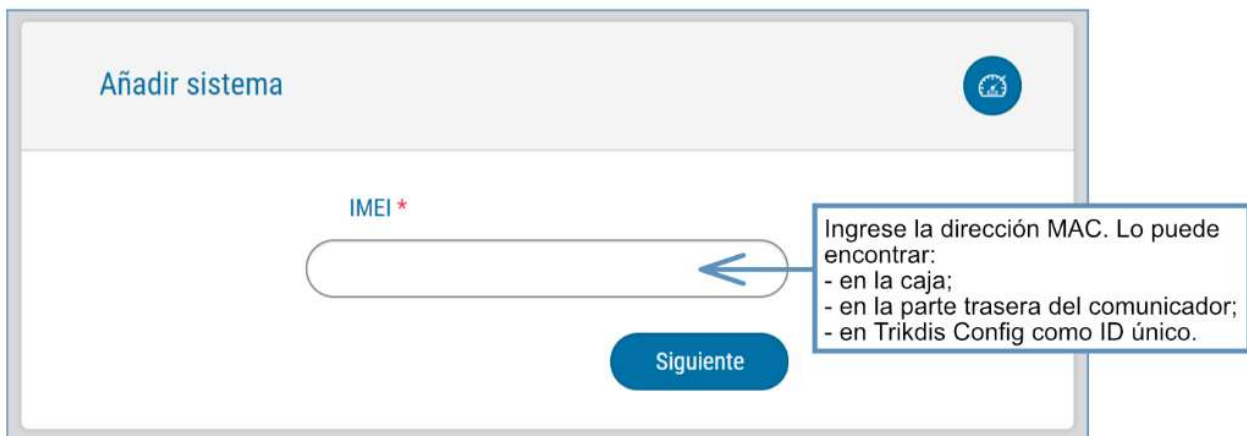 Añadir sistema
IMEI *
Ingrese la dirección MAC. Lo puede
encontrar:
- en la caja;
- en la parte trasera del comunicador;
- en Trikdis Config como ID único.
Siguiente